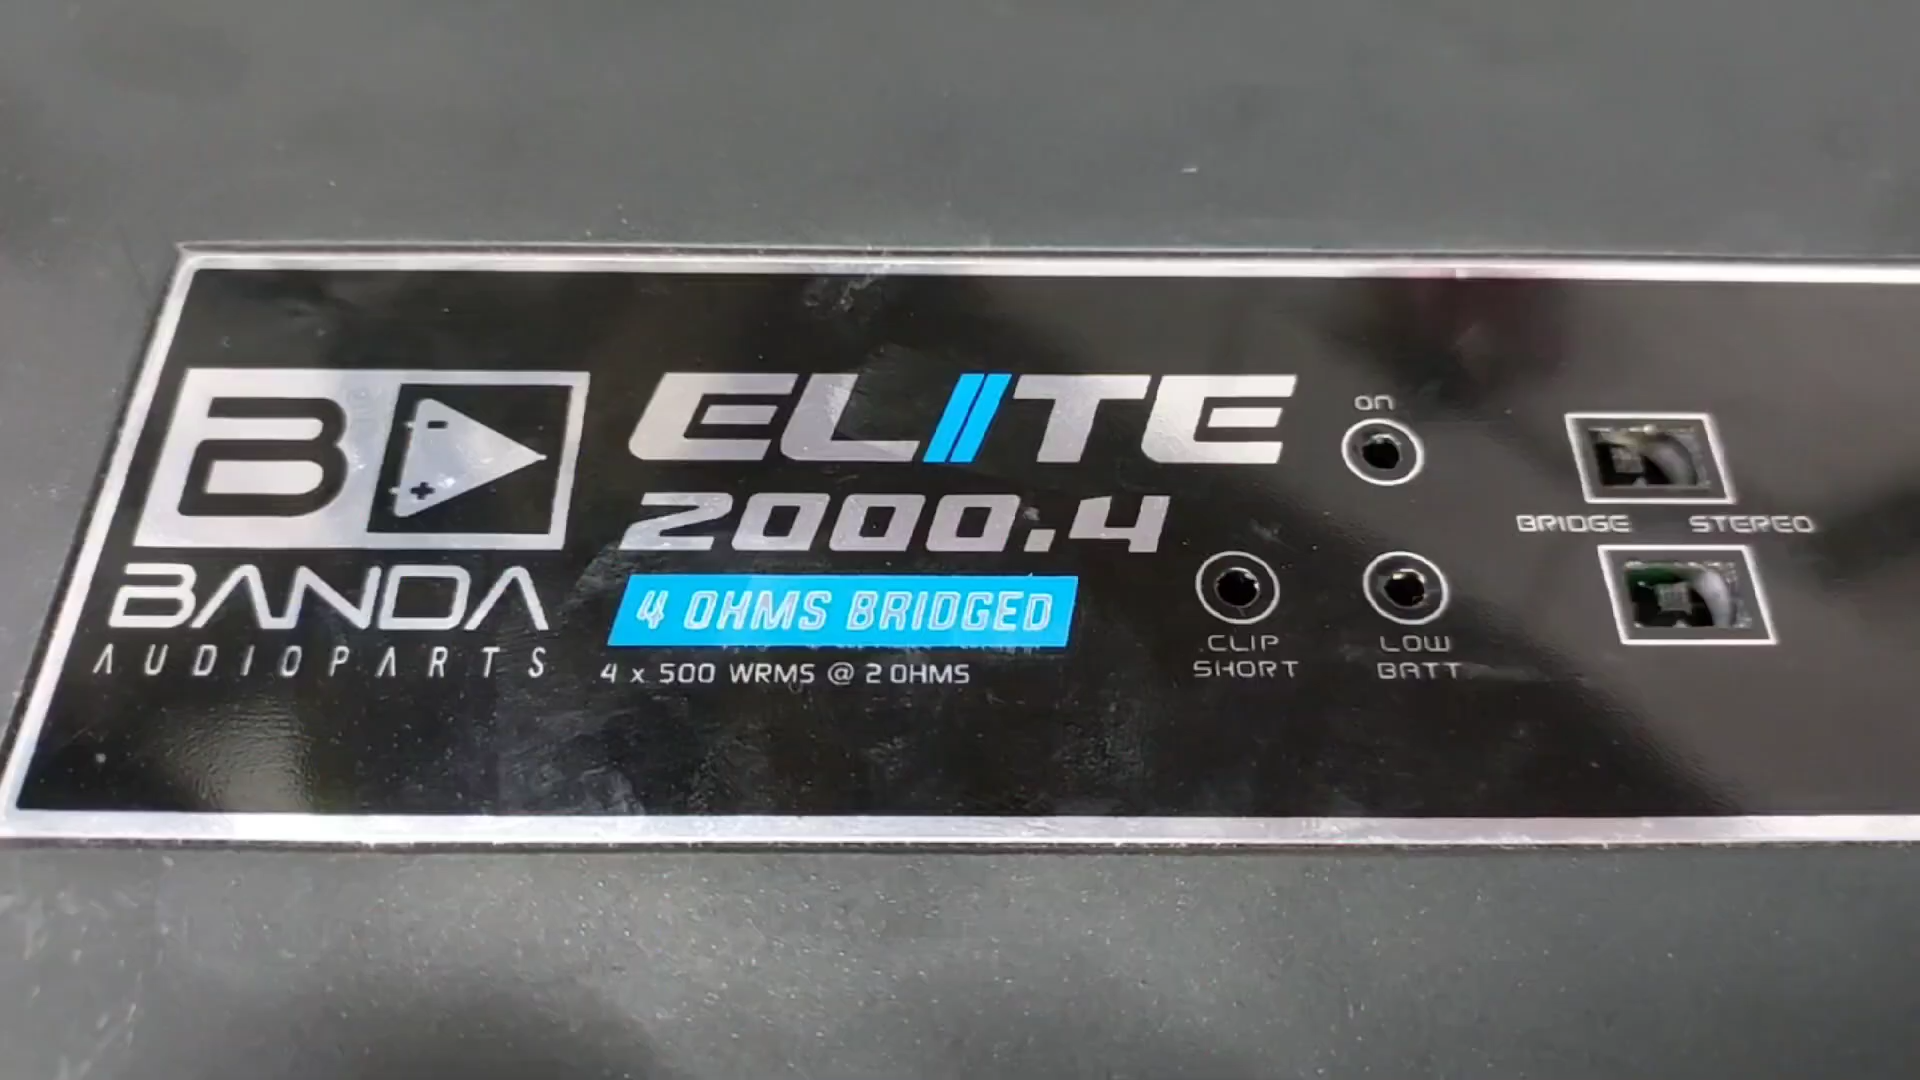 B
ELITE
2000.4
BANDA
AUDIOPARTS
4 OHMS BRIDGED
4 x 500 WRMS @ 2 OHMS
ON
CLIP
SHORT
LOW
BATT
BRIDGE STEREO